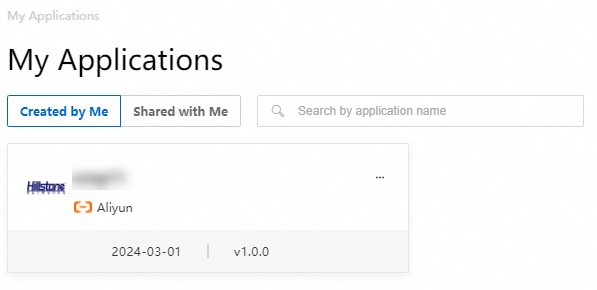 My Applications
My Applications
Created by Me
Shared with Me
Search by application name
Hillstone
...
Aliyun
2024-03-01 | v1.0.0